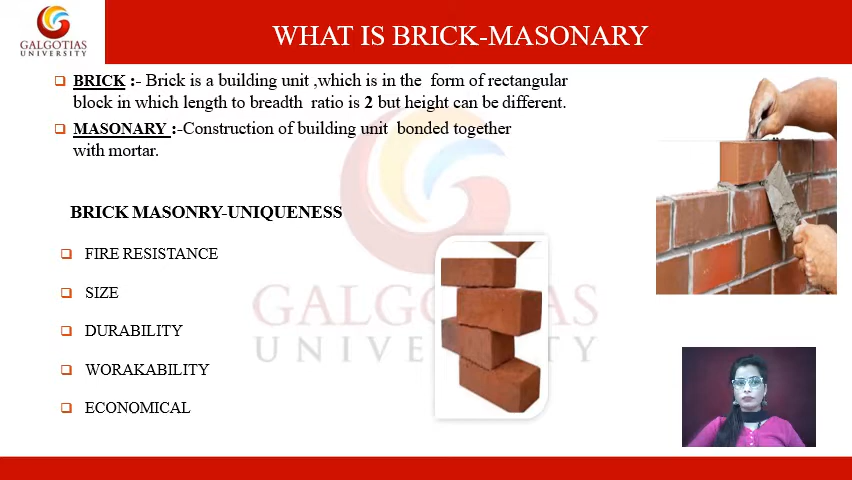 GALGOTIAS
UNIVERSITY
WHAT IS BRICK-MASONARY
BRICK :- Brick is a building unit ,which is in the form of rectangular
block in which length to breadth ratio is 2 but height can be different.
MASONARY :-Construction of building unit bonded together
with mortar.
BRICK MASONRY-UNIQUENESS
FIRE RESISTANCE
SIZE
DURABILITY
WORAKABILITY
ECONOMICAL
GALGOTIAS
UNIVERSITY